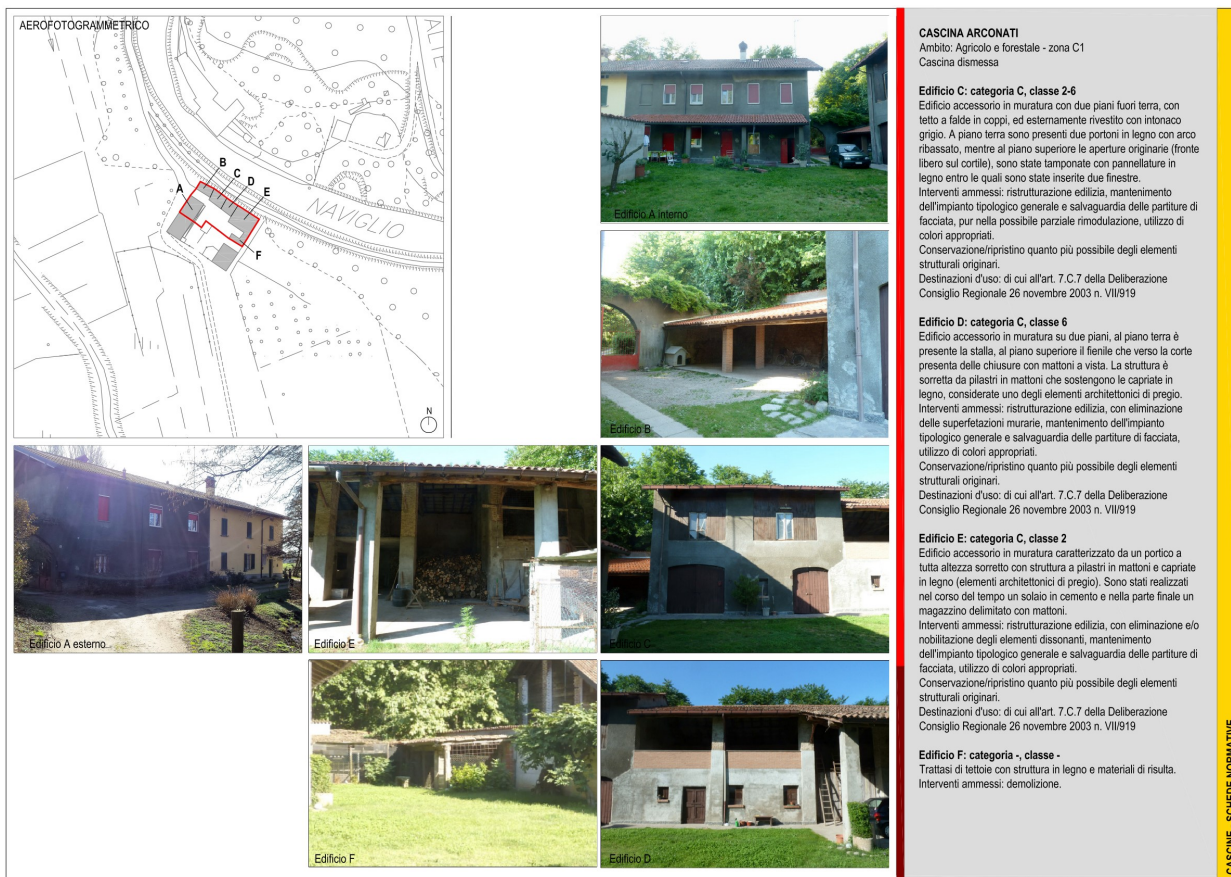 AEROFOTOGRAMMETRICO
ALTE
B
C
D
E
A
NAVIGLIO
F
N
Edificio A interno
Edificio B
Edificio A esterno
Edificio E
Edificio C
Edificio F
Edificio D
CASCINA ARCONATI
Ambito: Agricolo e forestale - zona C1
Cascina dismessa
Edificio C: categoria C, classe 2-6
Edificio accessorio in muratura con due piani fuori terra, con
tetto a falde in coppi, ed esternamente rivestito con intonaco
grigio. A piano terra sono presenti due portoni in legno con arco
ribassato, mentre al piano superiore le aperture originarie (fronte
libero sul cortile), sono state tamponate con pannellature in
legno entro le quali sono state inserite due finestre.
Interventi ammessi: ristrutturazione edilizia, mantenimento
dell'impianto tipologico generale e salvaguardia delle partiture di
facciata, pur nella possibile parziale rimodulazione, utilizzo di
colori appropriati.
Conservazione/ripristino quanto più possibile degli elementi
strutturali originari.
Destinazioni d'uso: di cui all'art. 7.C.7 della Deliberazione
Consiglio Regionale 26 novembre 2003 n. VII/919
Edificio D: categoria C, classe 6
Edificio accessorio in muratura su due piani, al piano terra è
presente la stalla, al piano superiore il fienile che verso la corte
presenta delle chiusure con mattoni a vista. La struttura è
sorretta da pilastri in mattoni che sostengono le capriate in
legno, considerate uno degli elementi architettonici di pregio.
Interventi ammessi: ristrutturazione edilizia, con eliminazione
delle superfetazioni murarie, mantenimento dell'impianto
tipologico generale e salvaguardia delle partiture di facciata,
utilizzo di colori appropriati.
Conservazione/ripristino quanto più possibile degli elementi
strutturali originari.
Destinazioni d'uso: di cui all'art. 7.C.7 della Deliberazione
Consiglio Regionale 26 novembre 2003 n. VII/919
Edificio E: categoria C, classe 2
Edificio accessorio in muratura caratterizzato da un portico a
tutta altezza sorretto con struttura a pilastri in mattoni e capriate
in legno (elementi architettonici di pregio). Sono stati realizzati
nel corso del tempo un solaio in cemento e nella parte finale un
magazzino delimitato con mattoni.
Interventi ammessi: ristrutturazione edilizia, con eliminazione e/o
nobilitazione degli elementi dissonanti, mantenimento
dell'impianto tipologico generale e salvaguardia delle partiture di
facciata, utilizzo di colori appropriati.
Conservazione/ripristino quanto più possibile degli elementi
strutturali originari.
Destinazioni d'uso: di cui all'art. 7.C.7 della Deliberazione
Consiglio Regionale 26 novembre 2003 n. VII/919
Edificio F: categoria -, classe -
Trattasi di tettoie con struttura in legno e materiali di risulta.
Interventi ammessi: demolizione.
CASCINE - SCHEDE NORMATIVE